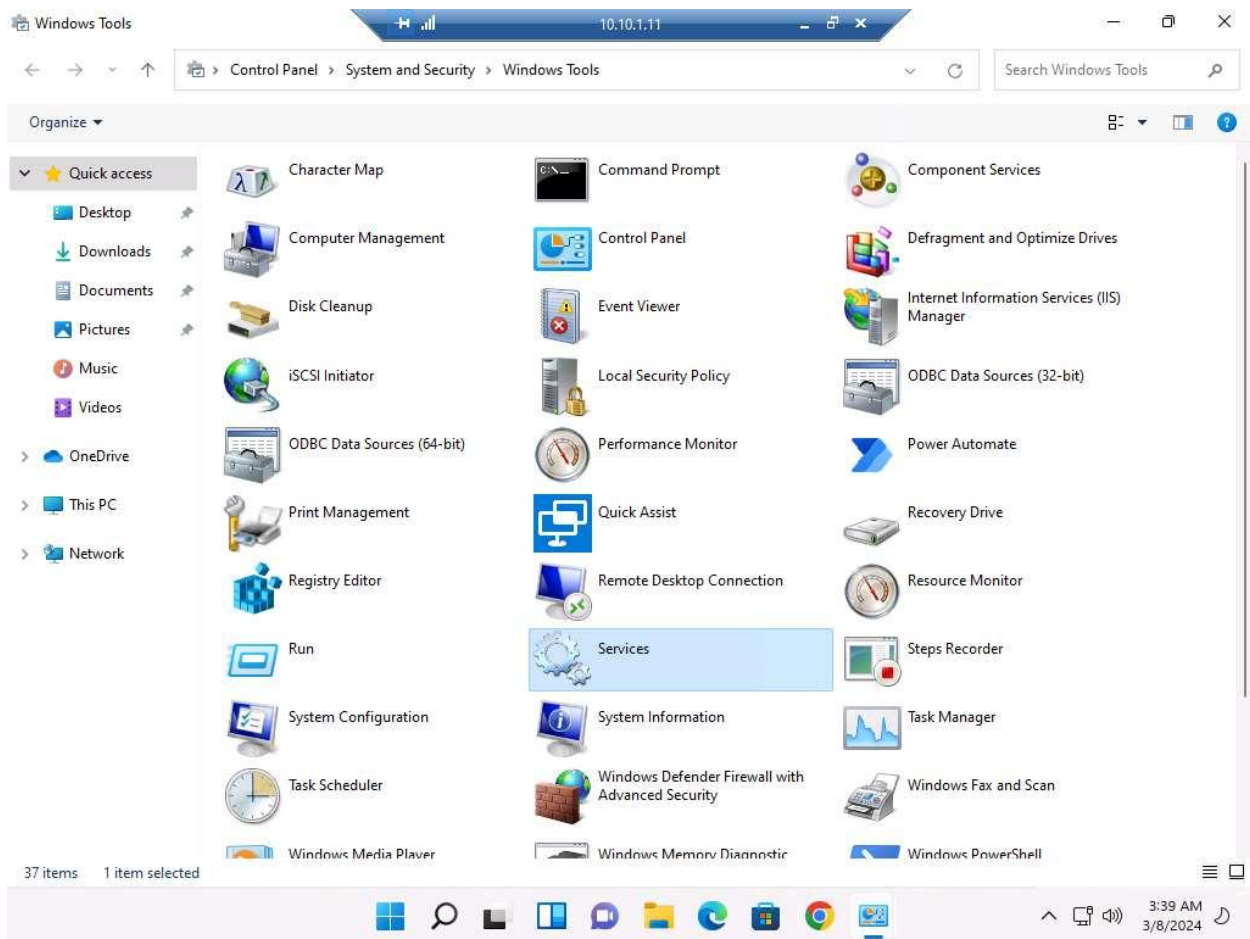 Windows Tools
10.10.1.11
Control Panel > System and Security > Windows Tools
Search Windows Tools
Organize
Quick access
Desktop
Downloads
Documents
Pictures
Music
Videos
OneDrive
This PC
Network
Character Map
Command Prompt
Component Services
Computer Management
Control Panel
Defragment and Optimize Drives
Disk Cleanup
Event Viewer
Internet Information Services (IIS)
Manager
iSCSI Initiator
Local Security Policy
ODBC Data Sources (32-bit)
ODBC Data Sources (64-bit)
Performance Monitor
Power Automate
Print Management
Quick Assist
Recovery Drive
Registry Editor
Remote Desktop Connection
Resource Monitor
Run
Services
Steps Recorder
System Configuration
System Information
Task Manager
Task Scheduler
Windows Defender Firewall with
Advanced Security
Windows Fax and Scan
Windows Media Player
Windows Memory Diagnostic
Windows PowerShell
37 items
1 item selected
3:39 AM
3/8/2024